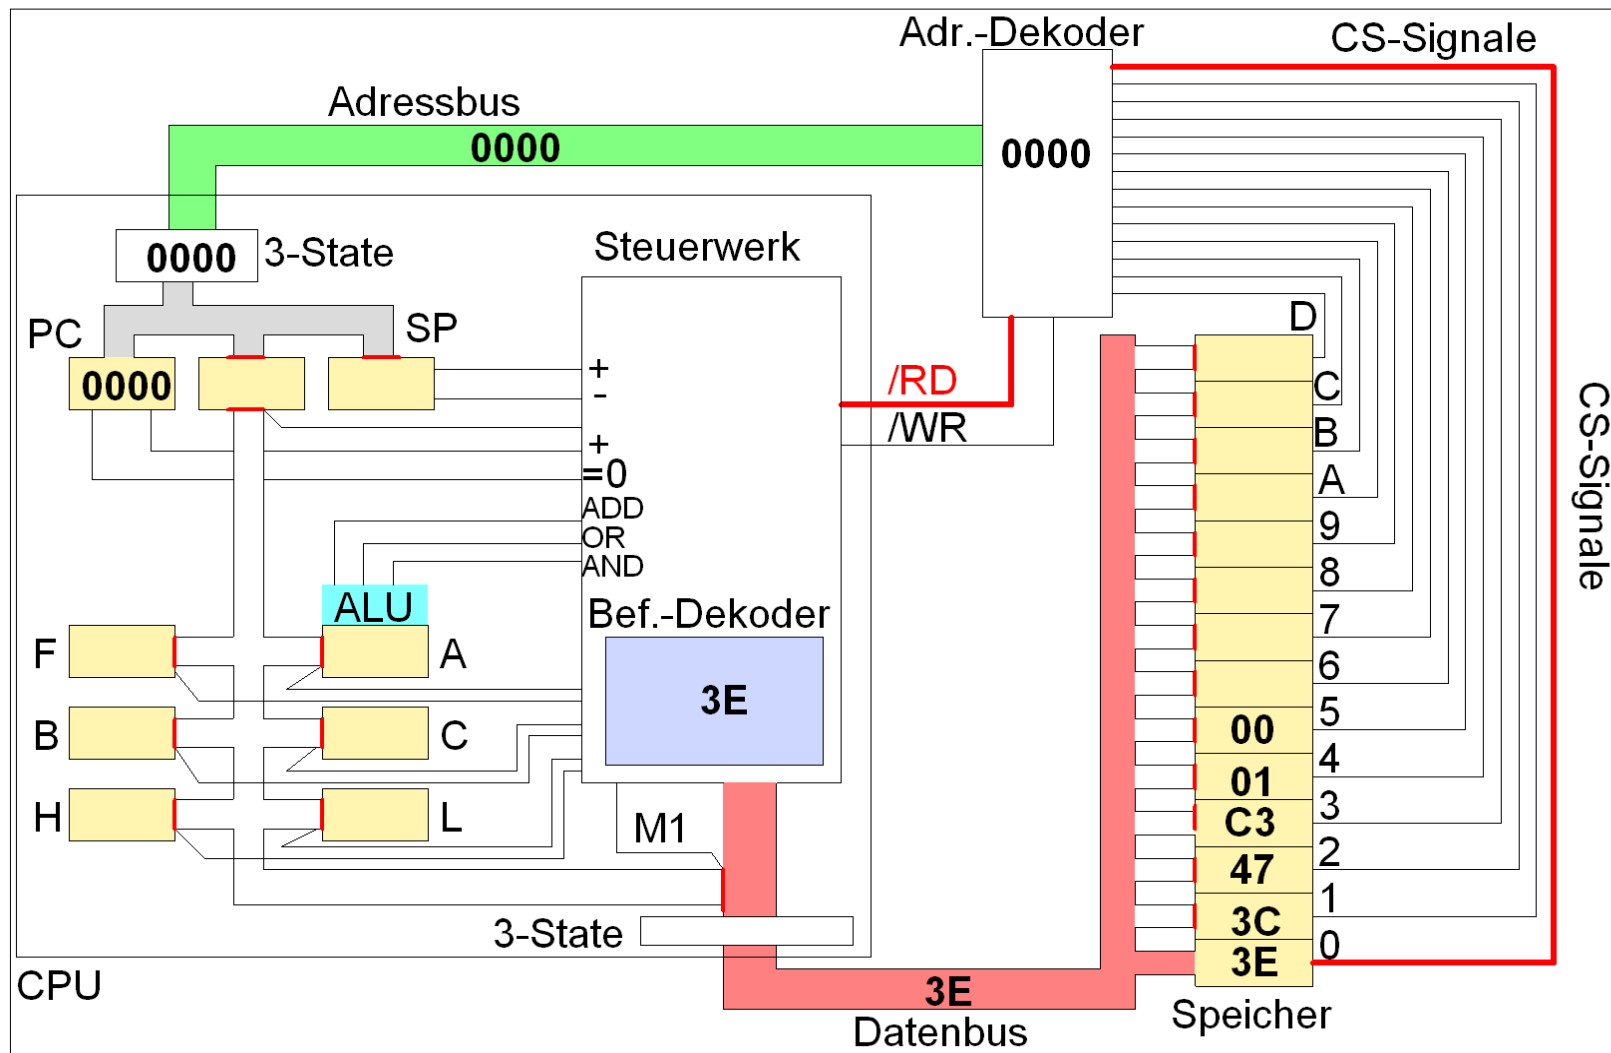 Adr.-Dekoder
CS-Signale
Adressbus
0000
0000
0000
3-State
Steuerwerk
PC
SP
0000
+
-
+
=0
ADD
OR
AND
/RD
/WR
ALU
Bef.-Dekoder
3E
F
A
B
C
H
L
M1
3-State
CPU
3E
Datenbus
D
C
B
A
9
8
7
6
5
00
4
01
3
C3
2
47
1
3C
0
3E
Speicher
CS-Signale